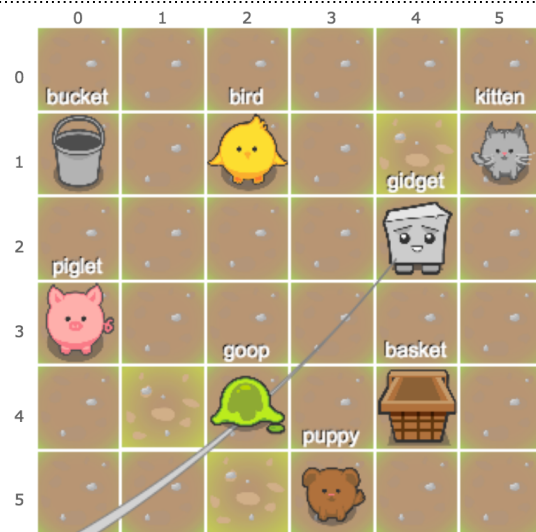 0 1 2 3 4 5
0
bucket bird kitten
1
gidget
2
piglet
3
goop basket
4
puppy
5